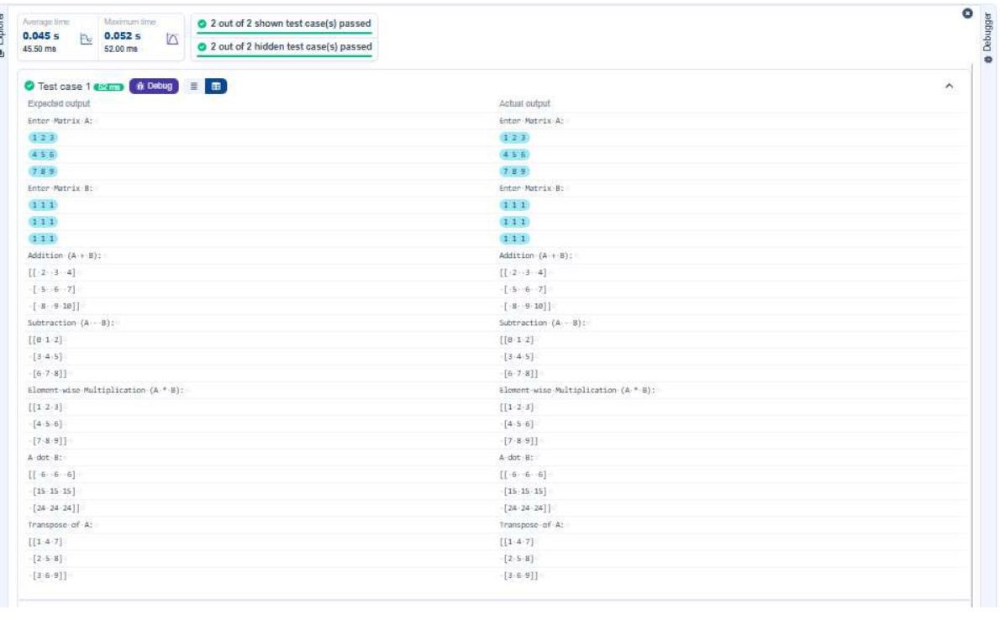 Explorer
Average time
Maximum time
0.045 s
0.052 s
45.50 ms
52.00 ms
2 out of 2 shown test case(s) passed
2 out of 2 hidden test case(s) passed
Debugger
Test case 1 52 ms Debug
Expected output
Actual output
Enter Matrix A:
Enter Matrix A:
1 2 3
1 2 3
4 5 6
4 5 6
7 8 9
7 8 9
Enter Matrix B:
Enter Matrix B:
1 1 1
1 1 1
1 1 1
1 1 1
1 1 1
1 1 1
Addition (A + B):
Addition (A + B):
[[ 2  3  4]
[[ 2  3  4]
 [ 5  6  7]
 [ 5  6  7]
 [ 8  9 10]]
 [ 8  9 10]]
Subtraction (A - B):
Subtraction (A - B):
[[0 1 2]
[[0 1 2]
 [3 4 5]
 [3 4 5]
 [6 7 8]]
 [6 7 8]]
Element-wise Multiplication (A * B):
Element-wise Multiplication (A * B):
[[1 2 3]
[[1 2 3]
 [4 5 6]
 [4 5 6]
 [7 8 9]]
 [7 8 9]]
A dot B:
A dot B:
[[ 6  6  6]
[[ 6  6  6]
 [15 15 15]
 [15 15 15]
 [24 24 24]]
 [24 24 24]]
Transpose of A:
Transpose of A:
[[1 4 7]
[[1 4 7]
 [2 5 8]
 [2 5 8]
 [3 6 9]]
 [3 6 9]]